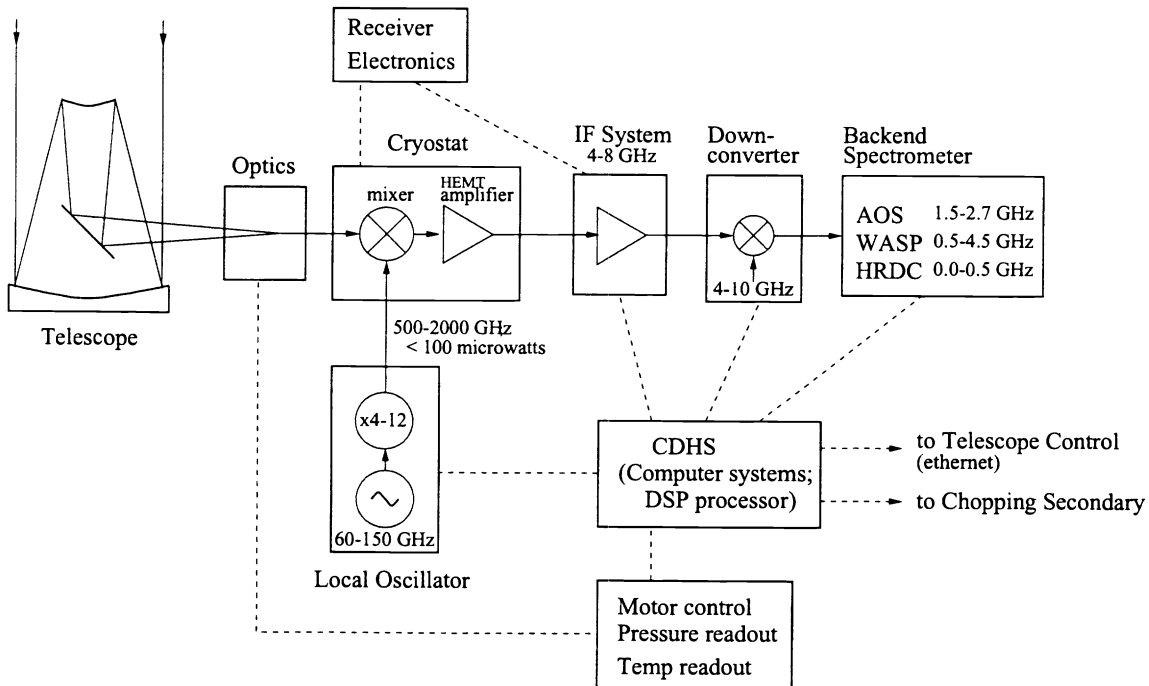 Receiver
Electronics
Telescope
Optics
Cryostat
mixer
HEMT
amplifier
IF System
4-8 GHz
Down-
converter
4-10 GHz
Backend
Spectrometer
AOS 1.5-2.7 GHz
WASP 0.5-4.5 GHz
HRDC 0.0-0.5 GHz
500-2000 GHz
< 100 microwatts
x4-12
60-150 GHz
Local Oscillator
CDHS
(Computer systems;
DSP processor)
to Telescope Control
(ethernet)
to Chopping Secondary
Motor control
Pressure readout
Temp readout